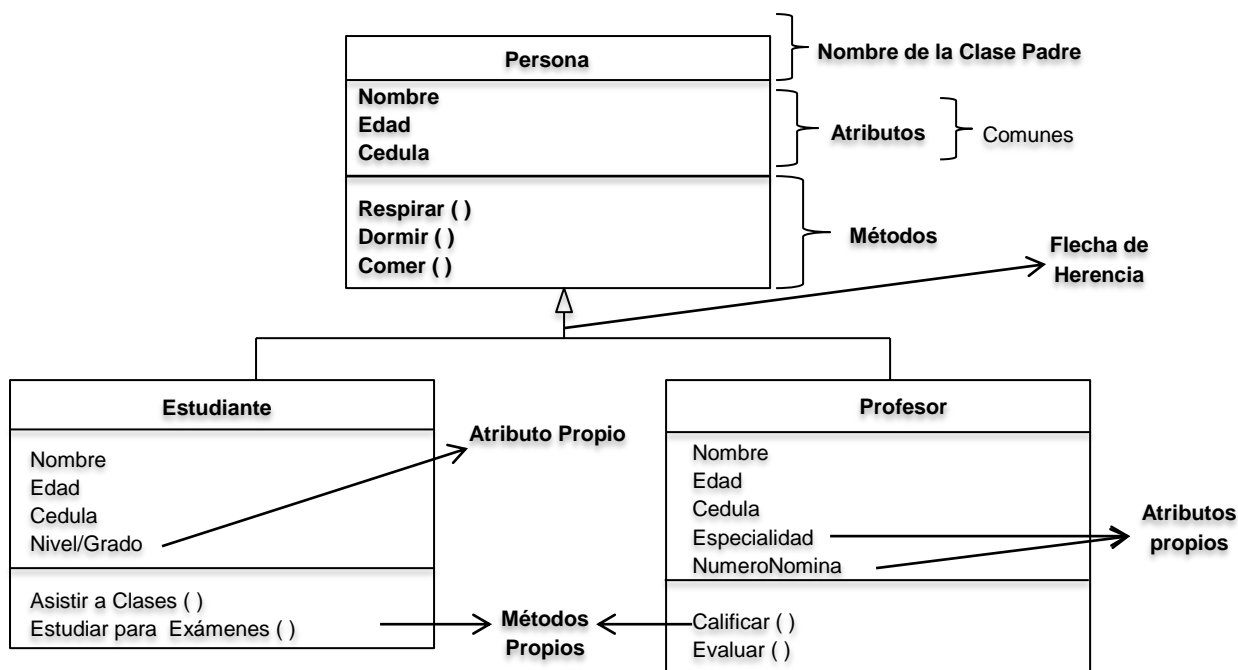 Persona
Nombre de la Clase Padre
Nombre
Edad
Cedula
Atributos
Comunes
Respirar ( )
Dormir ( )
Comer ( )
Métodos
Flecha de
Herencia
Estudiante
Nombre
Edad
Cedula
Nivel/Grado
Atributo Propio
Asistir a Clases ( )
Estudiar para Exámenes ( )
Métodos
Propios
Profesor
Nombre
Edad
Cedula
Especialidad
NumeroNomina
Atributos
propios
Calificar ( )
Evaluar ( )